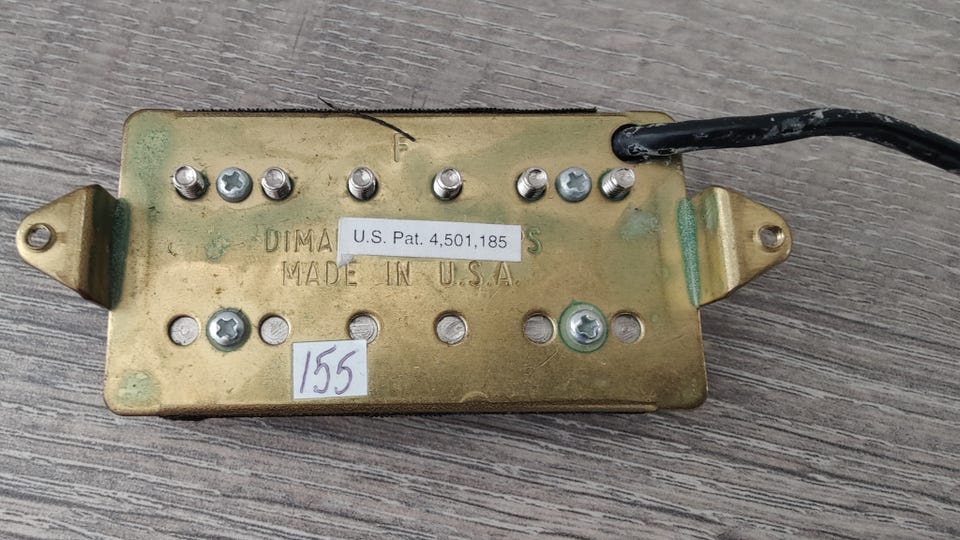 F
DIMA
U.S. Pat. 4,501,185
S
MADE IN U.S.A.
155